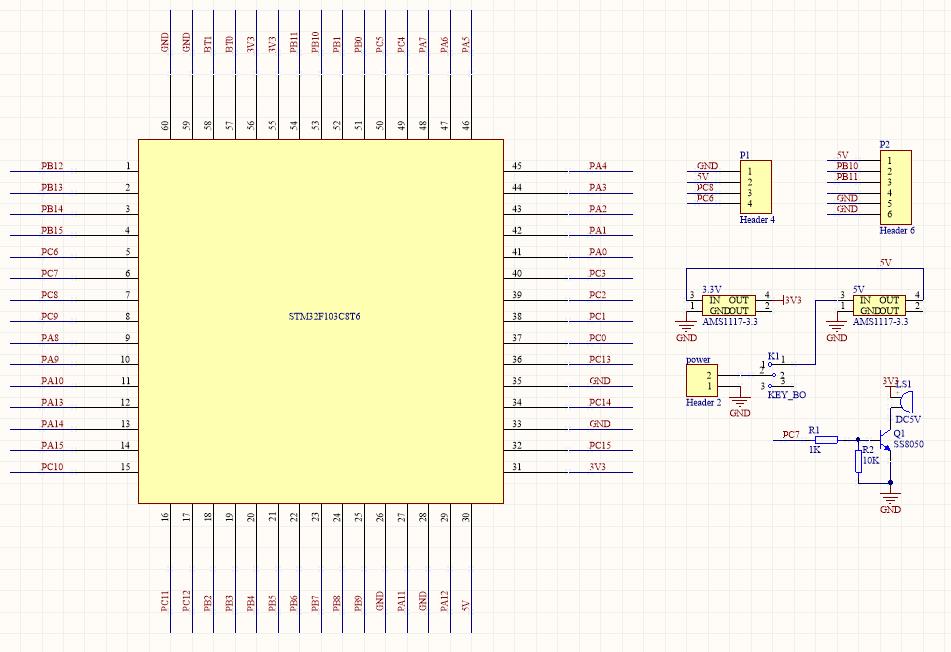 GND GND BT1 BT0 3V3 3V3 PB11 PB10 PB1 PB0 PC5 PC4 PA7 PA6 PA5
60 59 58 57 56 55 54 53 52 51 50 49 48 47 46
PB12 1
PB13 2
PB14 3
PB15 4
PC6 5
PC7 6
PC8 7
PC9 8
PA8 9
PA9 10
PA10 11
PA13 12
PA14 13
PA15 14
PC10 15
STM32F103C8T6
45 PA4
44 PA3
43 PA2
42 PA1
41 PA0
40 PC3
39 PC2
38 PC1
37 PC0
36 PC13
35 GND
34 PC14
33 GND
32 PC15
31 3V3
16 17 18 19 20 21 22 23 24 25 26 27 28 29 30
PC11 PC12 PB2 PB3 PB4 PB5 PB6 PB7 PB8 PB9 GND PA11 GND PA12 5V
P1
GND 1
5V 2
PC8 3
PC6 4
Header 4
P2
5V 1
PB10 2
PB11 3
4
GND 5
GND 6
Header 6
5V
3.3V
3 IN OUT 4 3V3
1 GNDOUT 2
AMS1117-3.3
GND
5V
3 IN OUT 4
1 GNDOUT 2
AMS1117-3.3
GND
power
2
1
Header 2
GND
K1
1 1
2 2
3 3
KEY_BO
3V3
LS1
DC5V
PC7
R1
1K
R2
10K
Q1
SS8050
GND